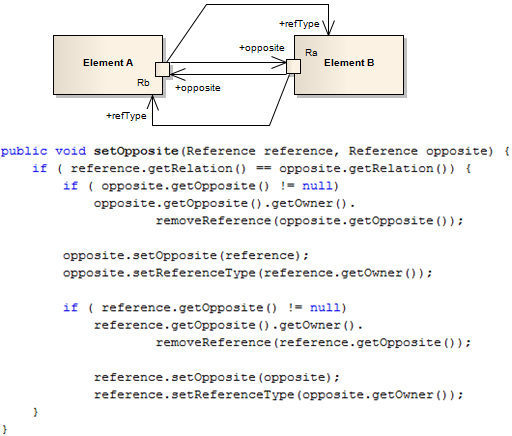 +refType
+opposite
Ra
Element A
Element B
Rb
+opposite
+refType
public void setOpposite(Reference reference, Reference opposite) {
if ( reference.getRelation() == opposite.getRelation()) {
if ( opposite.getOpposite() != null)
opposite.getOpposite().getOwner().
removeReference(opposite.getOpposite());
opposite.setOpposite(reference);
opposite.setReferenceType(reference.getOwner());
if ( reference.getOpposite() != null)
reference.getOpposite().getOwner().
removeReference(reference.getOpposite());
reference.setOpposite(opposite);
reference.setReferenceType(opposite.getOwner());
}
}